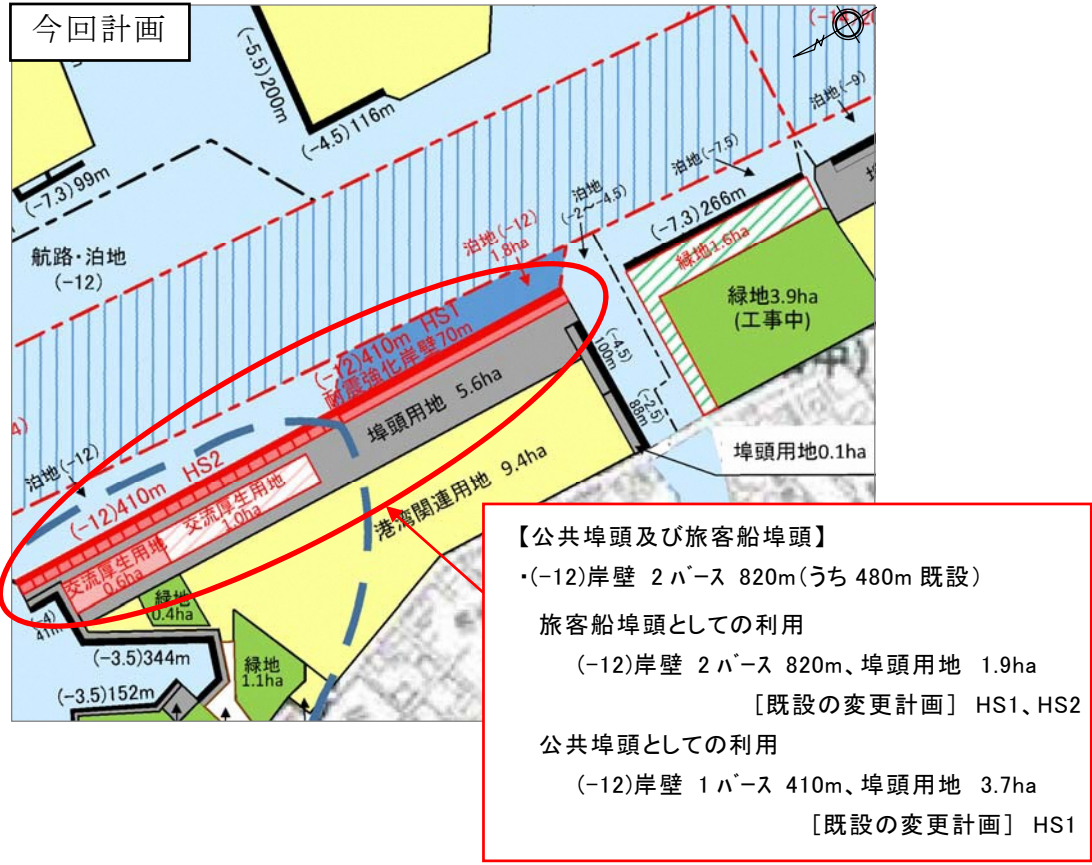 今回計画
(-5.5)200m
(-4.5)116m
(-7.3)99m
航路・泊地
(-12)
泊地(-9)
泊地(-7.5)
泊地
(-2～-4.5)
(-7.3)266m
泊地(-12)
1.8ha
緑地1.6ha
緑地3.9ha
(工事中)
(-12)410m HS1
耐震強化岸壁70m
埠頭用地 5.6ha
(-4.5)
100m
(-2.5)
88m
埠頭用地0.1ha
泊地(-12)
(-12)410m HS2
交流厚生用地
1.0ha
港湾関連用地 9.4ha
交流厚生用地
0.6ha
緑地
0.4ha
(-4)
41m
(-3.5)344m
緑地
1.1ha
(-3.5)152m
【公共埠頭及び旅客船埠頭】
・(-12)岸壁 2バース 820m(うち 480m 既設)
旅客船埠頭としての利用
(-12)岸壁 2バース 820m、埠頭用地 1.9ha
[既設の変更計画] HS1、HS2
公共埠頭としての利用
(-12)岸壁 1バース 410m、埠頭用地 3.7ha
[既設の変更計画] HS1